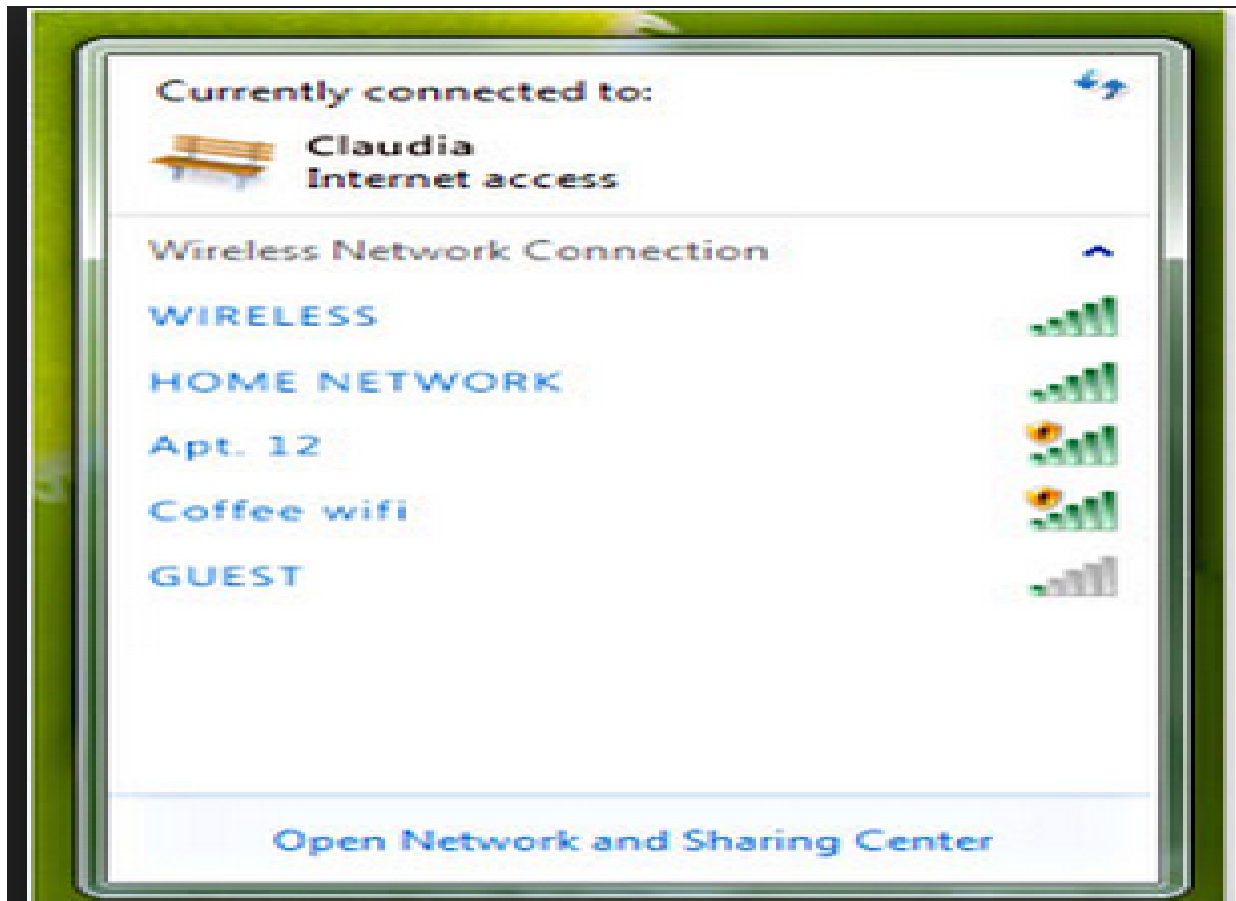 Currently connected to:
Claudia
Internet access
Wireless Network Connection
WIRELESS
HOME NETWORK
Apt. 12
Coffee wifi
GUEST
Open Network and Sharing Center